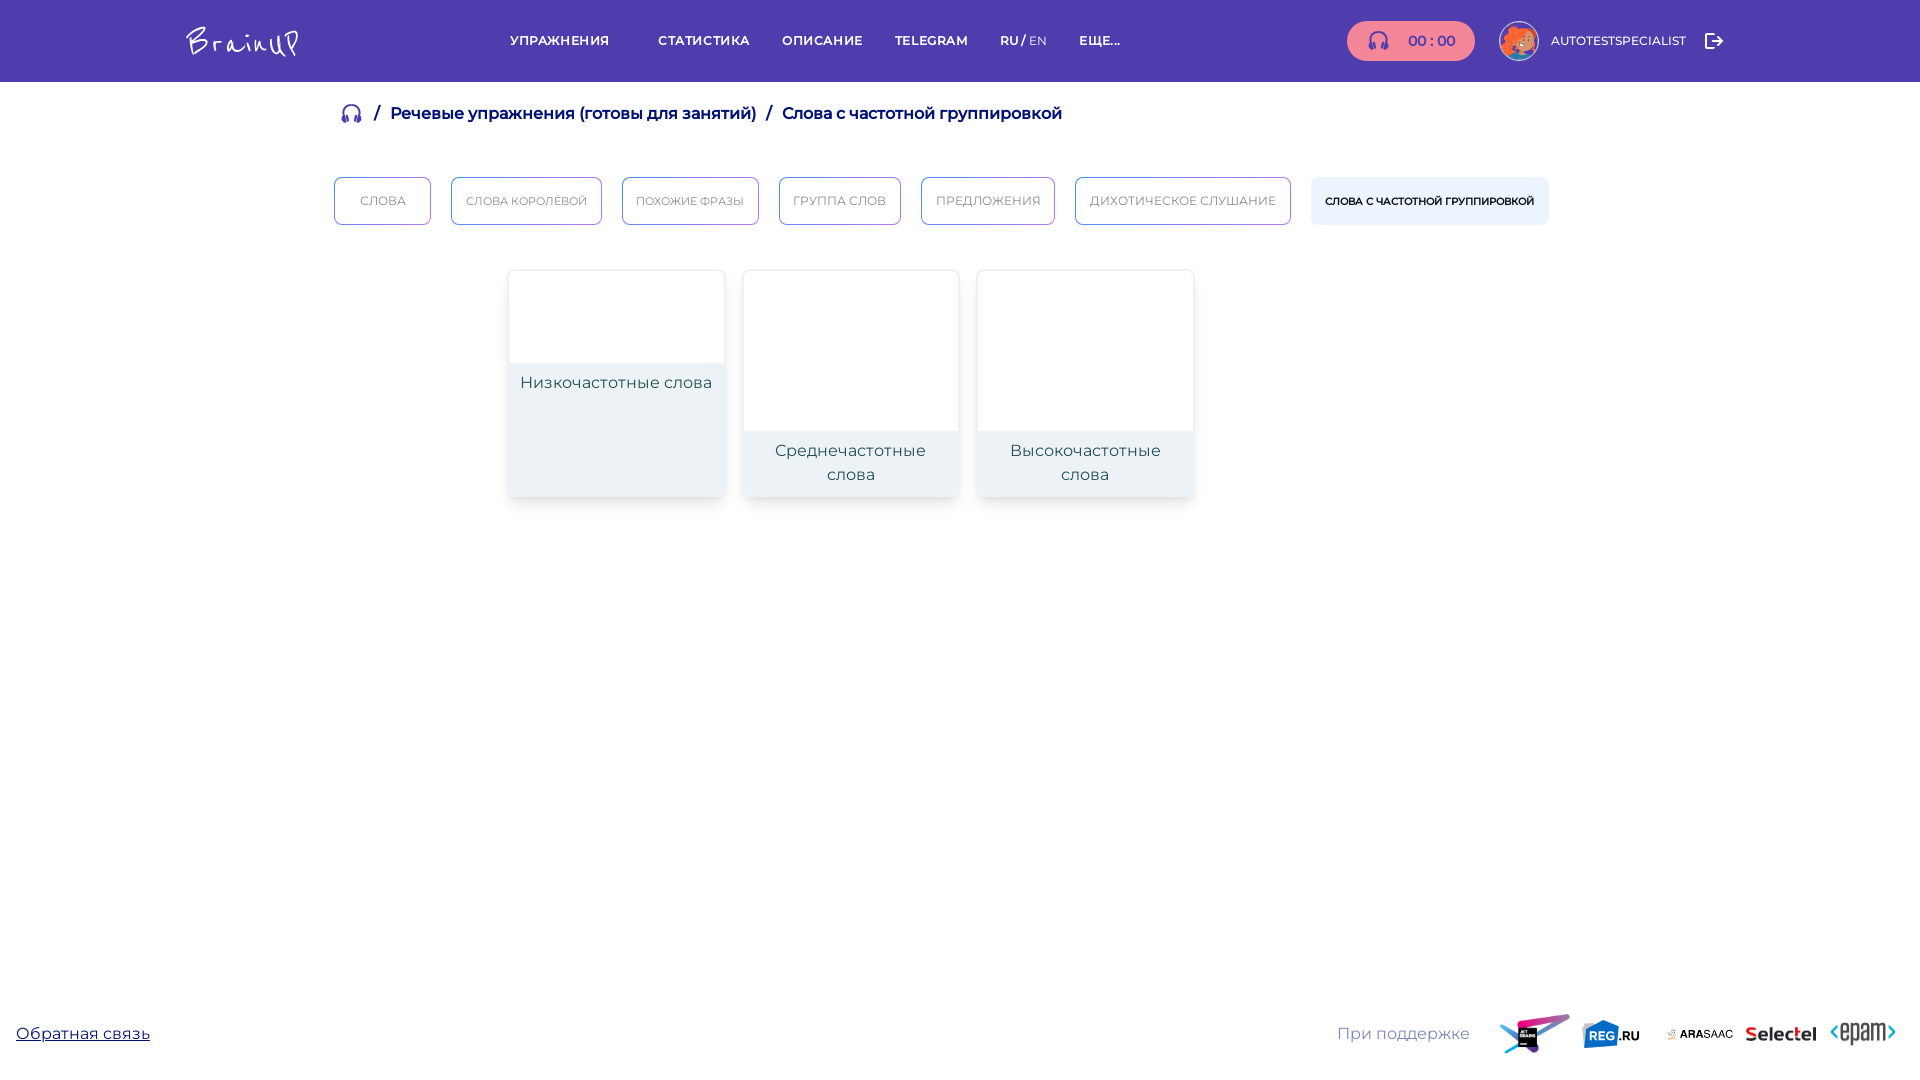 BrainUP
УПРАЖНЕНИЯ
СТАТИСТИКА
ОПИСАНИЕ
TELEGRAM
RU / EN
ЕЩЕ...
00 : 00
AUTOTESTSPECIALIST
/ Речевые упражнения (готовы для занятий) / Слова с частотной группировкой
СЛОВА
СЛОВА КОРОЛЁВОЙ
ПОХОЖИЕ ФРАЗЫ
ГРУППА СЛОВ
ПРЕДЛОЖЕНИЯ
ДИХОТИЧЕСКОЕ СЛУШАНИЕ
СЛОВА С ЧАСТОТНОЙ ГРУППИРОВКОЙ
Низкочастотные слова
Среднечастотные
слова
Высокочастотные
слова
Обратная связь
При поддержке
JET
BRAINS
REG.RU
ARASAAC
Selectel
<epam>